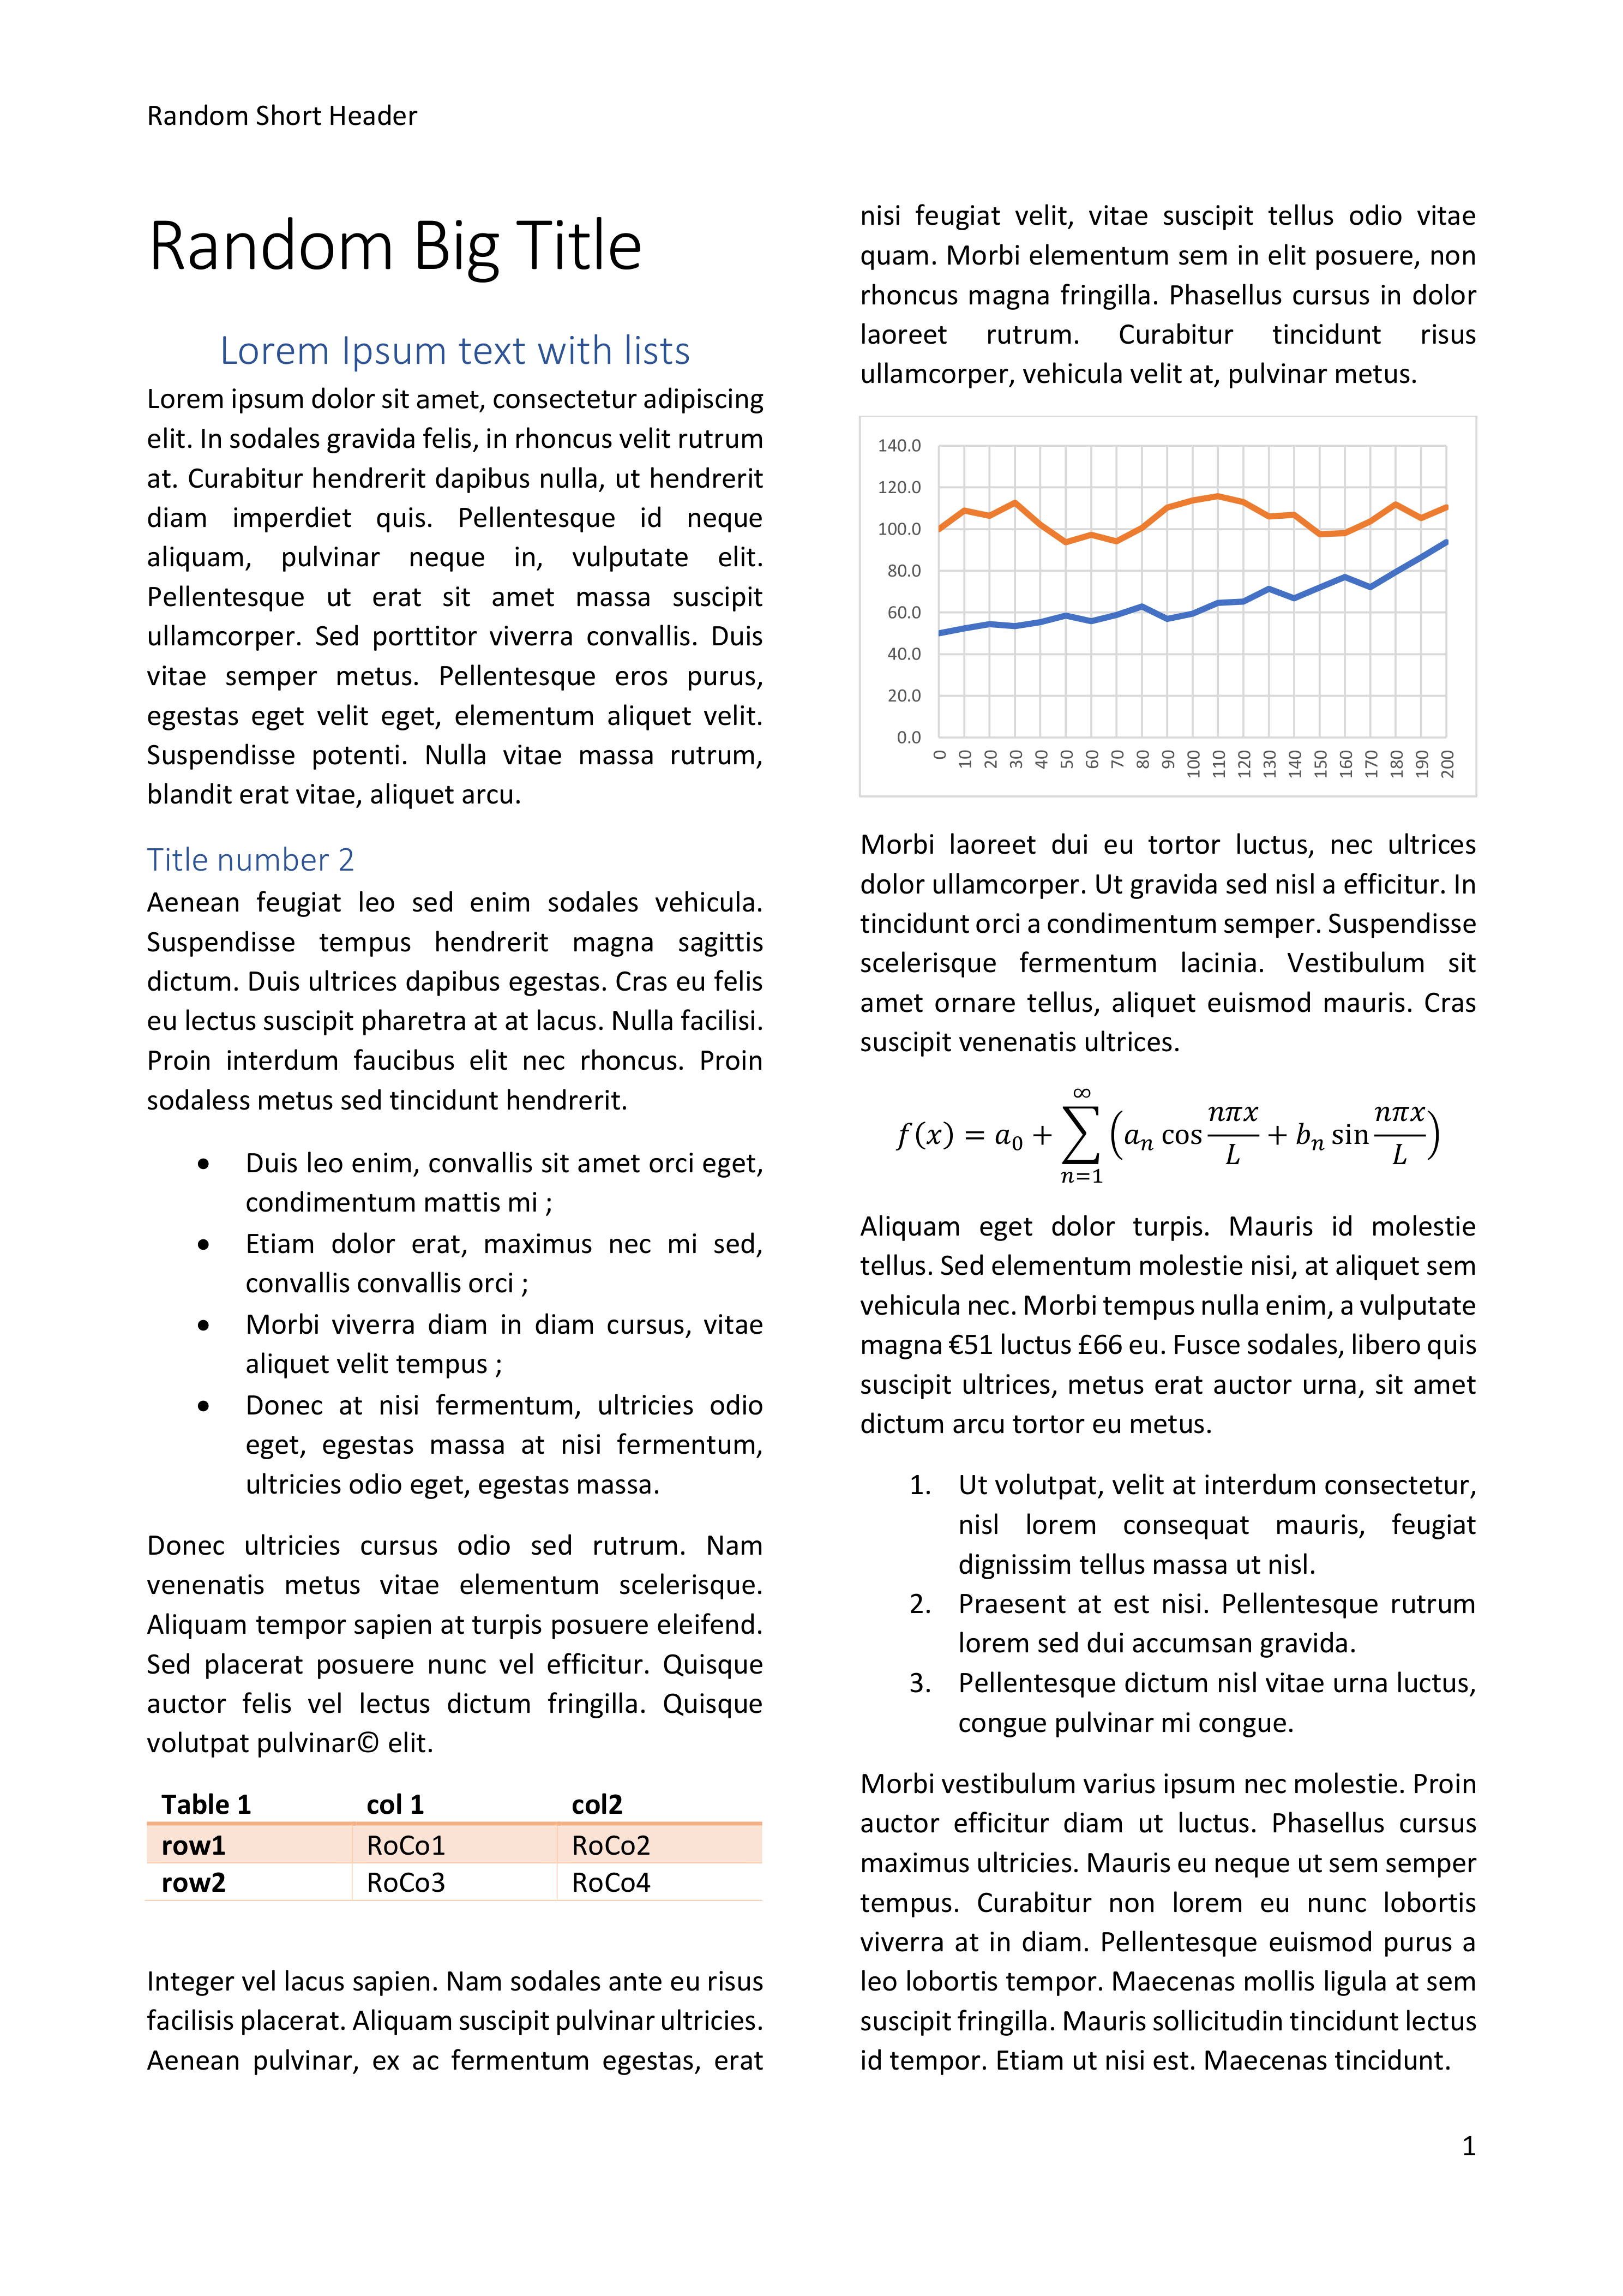 Random Short Header
Random Big Title
Lorem Ipsum text with lists
Lorem ipsum dolor sit amet, consectetur adipiscing
elit. In sodales gravida felis, in rhoncus velit rutrum
at. Curabitur hendrerit dapibus nulla, ut hendrerit
diam imperdiet quis. Pellentesque id neque
aliquam, pulvinar neque in, vulputate elit.
Pellentesque ut erat sit amet massa suscipit
ullamcorper. Sed porttitor viverra convallis. Duis
vitae semper metus. Pellentesque eros purus,
egestas eget velit eget, elementum aliquet velit.
Suspendisse potenti. Nulla vitae massa rutrum,
blandit erat vitae, aliquet arcu.
Title number 2
Aenean feugiat leo sed enim sodales vehicula.
Suspendisse tempus hendrerit magna sagittis
dictum. Duis ultrices dapibus egestas. Cras eu felis
eu lectus suscipit pharetra at at lacus. Nulla facilisi.
Proin interdum faucibus elit nec rhoncus. Proin
sodaless metus sed tincidunt hendrerit.
• Duis leo enim, convallis sit amet orci eget,
condimentum mattis mi ;
• Etiam dolor erat, maximus nec mi sed,
convallis convallis orci ;
• Morbi viverra diam in diam cursus, vitae
aliquet velit tempus ;
• Donec at nisi fermentum, ultricies odio
eget, egestas massa at nisi fermentum,
ultricies odio eget, egestas massa.
Donec ultricies cursus odio sed rutrum. Nam
venenatis metus vitae elementum scelerisque.
Aliquam tempor sapien at turpis posuere eleifend.
Sed placerat posuere nunc vel efficitur. Quisque
auctor felis vel lectus dictum fringilla. Quisque
volutpat pulvinar© elit.
Table 1 col 1 col2
row1 RoCo1 RoCo2
row2 RoCo3 RoCo4
Integer vel lacus sapien. Nam sodales ante eu risus
facilisis placerat. Aliquam suscipit pulvinar ultricies.
Aenean pulvinar, ex ac fermentum egestas, erat
nisi feugiat velit, vitae suscipit tellus odio vitae
quam. Morbi elementum sem in elit posuere, non
rhoncus magna fringilla. Phasellus cursus in dolor
laoreet rutrum. Curabitur tincidunt risus
ullamcorper, vehicula velit at, pulvinar metus.
140.0
120.0
100.0
80.0
60.0
40.0
20.0
0.0
0 10 20 30 40 50 60 70 80 90 100 110 120 130 140 150 160 170 180 190 200
Morbi laoreet dui eu tortor luctus, nec ultrices
dolor ullamcorper. Ut gravida sed nisl a efficitur. In
tincidunt orci a condimentum semper. Suspendisse
scelerisque fermentum lacinia. Vestibulum sit
amet ornare tellus, aliquet euismod mauris. Cras
suscipit venenatis ultrices.
f(x) = a₀ + ∑_{n=1}^{∞} (aₙ cos nπx/L + bₙ sin nπx/L)
Aliquam eget dolor turpis. Mauris id molestie
tellus. Sed elementum molestie nisi, at aliquet sem
vehicula nec. Morbi tempus nulla enim, a vulputate
magna €51 luctus £66 eu. Fusce sodales, libero quis
suscipit ultrices, metus erat auctor urna, sit amet
dictum arcu tortor eu metus.
1. Ut volutpat, velit at interdum consectetur,
nisl lorem consequat mauris, feugiat
dignissim tellus massa ut nisl.
2. Praesent at est nisi. Pellentesque rutrum
lorem sed dui accumsan gravida.
3. Pellentesque dictum nisl vitae urna luctus,
congue pulvinar mi congue.
Morbi vestibulum varius ipsum nec molestie. Proin
auctor efficitur diam ut luctus. Phasellus cursus
maximus ultricies. Mauris eu neque ut sem semper
tempus. Curabitur non lorem eu nunc lobortis
viverra at in diam. Pellentesque euismod purus a
leo lobortis tempor. Maecenas mollis ligula at sem
suscipit fringilla. Mauris sollicitudin tincidunt lectus
id tempor. Etiam ut nisi est. Maecenas tincidunt.
1